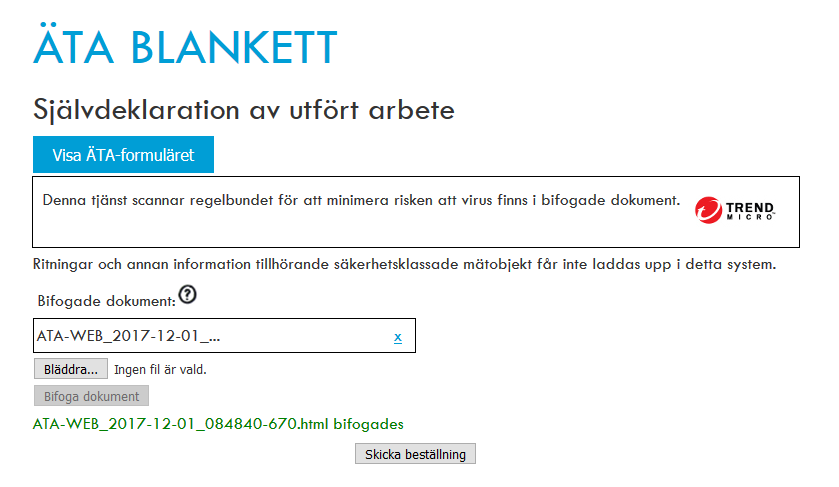 ÄTA BLANKETT
Självdeklaration av utfört arbete
Visa ÄTA-formuläret
Denna tjänst scannar regelbundet för att minimera risken att virus finns i bifogade dokument.
TREND
MICRO
Ritningar och annan information tillhörande säkerhetsklassade mätobjekt får inte laddas upp i detta system.
Bifogade dokument: ?
ATA-WEB_2017-12-01_... x
Bläddra... Ingen fil är vald.
Bifoga dokument
ATA-WEB_2017-12-01_084840-670.html bifogades
Skicka beställning